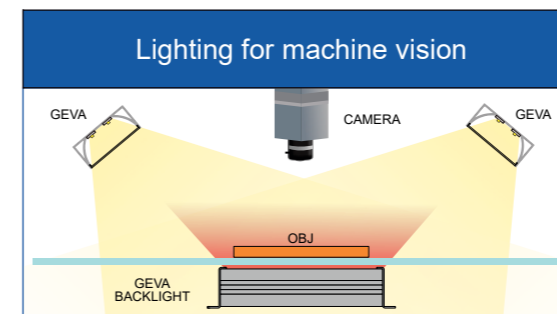 Lighting for machine vision
GEVA
CAMERA
GEVA
OBJ
GEVA
BACKLIGHT